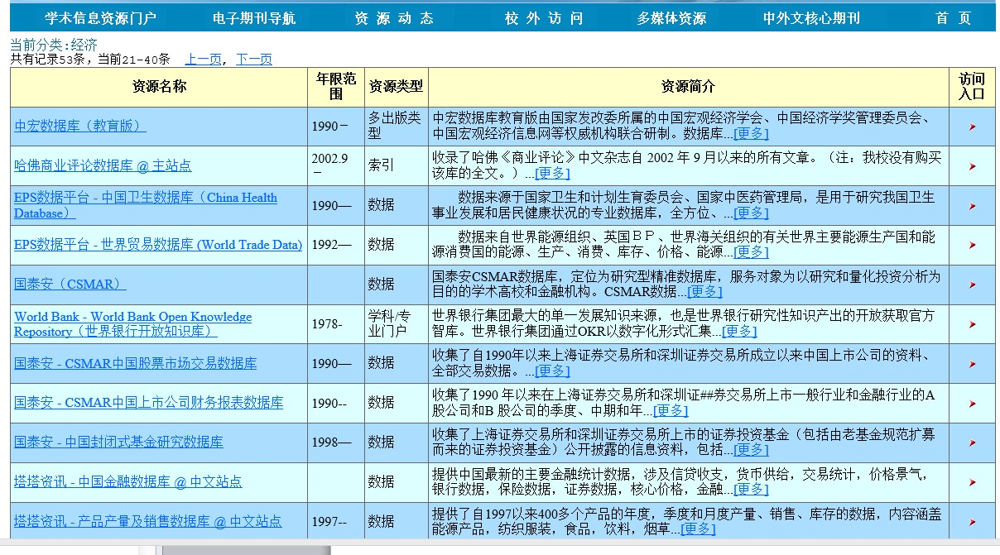 学术信息资源门户 电子期刊导航 资 源 动 态 校 外 访 问 多媒体资源 中外文核心期刊 首 页
当前分类:经济
共有记录53条，当前21-40条 上一页, 下一页
资源名称 年限范围 资源类型 资源简介 访问入口
中宏数据库（教育版）
1990－
多出版类
型
中宏数据库教育版由国家发改委所属的中国宏观经济学会、中国经济学奖管理委员会、
中国宏观经济信息网等权威机构联合研制。数据库...[更多]
哈佛商业评论数据库 @ 主站点
2002.9
－
索引
收录了哈佛《商业评论》中文杂志自 2002 年 9 月以来的所有文章。（注：我校没有购买
该库的全文。）...[更多]
EPS数据平台 - 中国卫生数据库（China Health
Database）
1990—
数据
数据来源于国家卫生和计划生育委员会、国家中医药管理局，是用于研究我国卫生
事业发展和居民健康状况的专业数据库，全方位、...[更多]
EPS数据平台 - 世界贸易数据库 (World Trade Data)
1992—
数据
数据来自世界能源组织、英国ＢＰ、世界海关组织的有关世界主要能源生产国和能
源消费国的能源、生产、消费、库存、价格、能源...[更多]
国泰安（CSMAR）
数据
国泰安CSMAR数据库，定位为研究型精准数据库，服务对象为以研究和量化投资分析为
目的的学术高校和金融机构。CSMAR数据...[更多]
World Bank - World Bank Open Knowledge
Repository（世界银行开放知识库）
1978-
学科/专
业门户
世界银行集团最大的单一发展知识来源，也是世界银行研究性知识产出的开放获取官方
智库。世界银行集团通过OKR以数字化形式汇集...[更多]
国泰安 - CSMAR中国股票市场交易数据库
1990—
数据
收集了自1990年以来上海证券交易所和深圳证券交易所成立以来中国上市公司的资料、
全部交易数据。...[更多]
国泰安 - CSMAR中国上市公司财务报表数据库
1990--
数据
收集了1990 年以来在上海证券交易所和深圳证##券交易所上市一般行业和金融行业的A
股公司和B 股公司的季度、中期和年...[更多]
国泰安 - 中国封闭式基金研究数据库
1998—
数据
收集了上海证券交易所和深圳证券交易所上市的证券投资基金（包括由老基金规范扩募
而来的证券投资基金）公开披露的信息资料，包括...[更多]
塔塔资讯 - 中国金融数据库 @ 中文站点
数据
提供中国最新的主要金融统计数据，涉及信贷收支，货币供给，交易统计，价格景气，
银行数据，保险数据，证券数据，核心价格，金融...[更多]
塔塔资讯 - 产品产量及销售数据库 @ 中文站点
1997--
数据
提供了自1997以来400多个产品的年度，季度和月度产量、销售、库存的数据，内容涵盖
能源产品，纺织服装，食品，饮料，烟草...[更多]